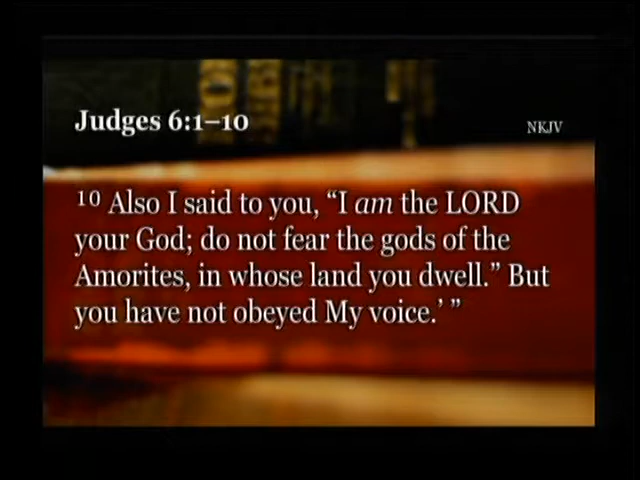 Judges 6:1–10
NKJV
10 Also I said to you, “I am the LORD
your God; do not fear the gods of the
Amorites, in whose land you dwell.” But
you have not obeyed My voice.’ ”